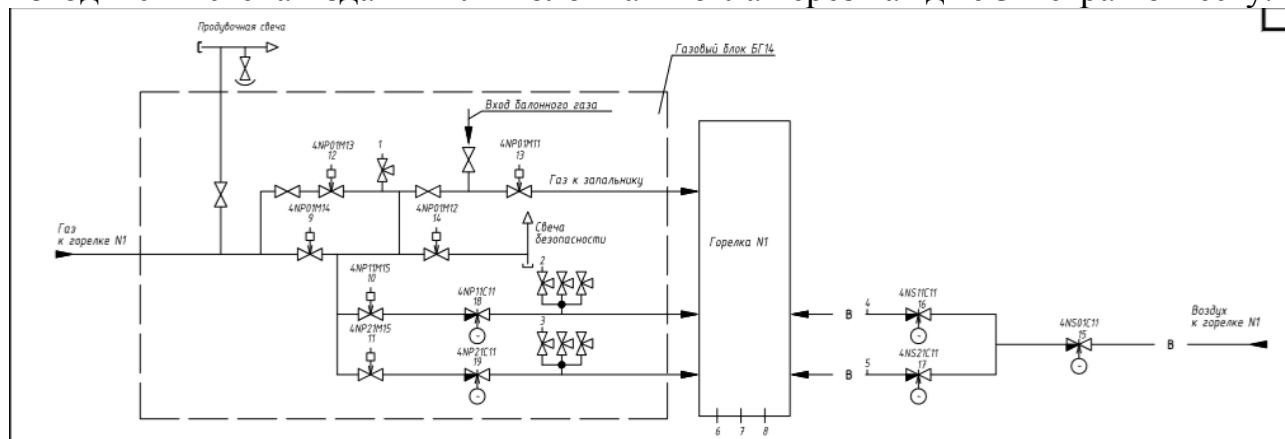 Продувочная свеча
Газовый блок БГ14
Вход балонного газа
4NP01M13
12
1
4NP01M11
13
Газ к запальнику
4NP01M14
9
4NP01M12
14
Свеча
безопасности
Газ
к горелке N1
Горелка N1
4NP11M15
10
4NP11C11
18
2
4NP21M15
11
4NP21C11
19
3
В
4
4NS11C11
16
В
5
4NS21C11
17
4NS01C11
15
В
Воздух
к горелке N1
6
7
8